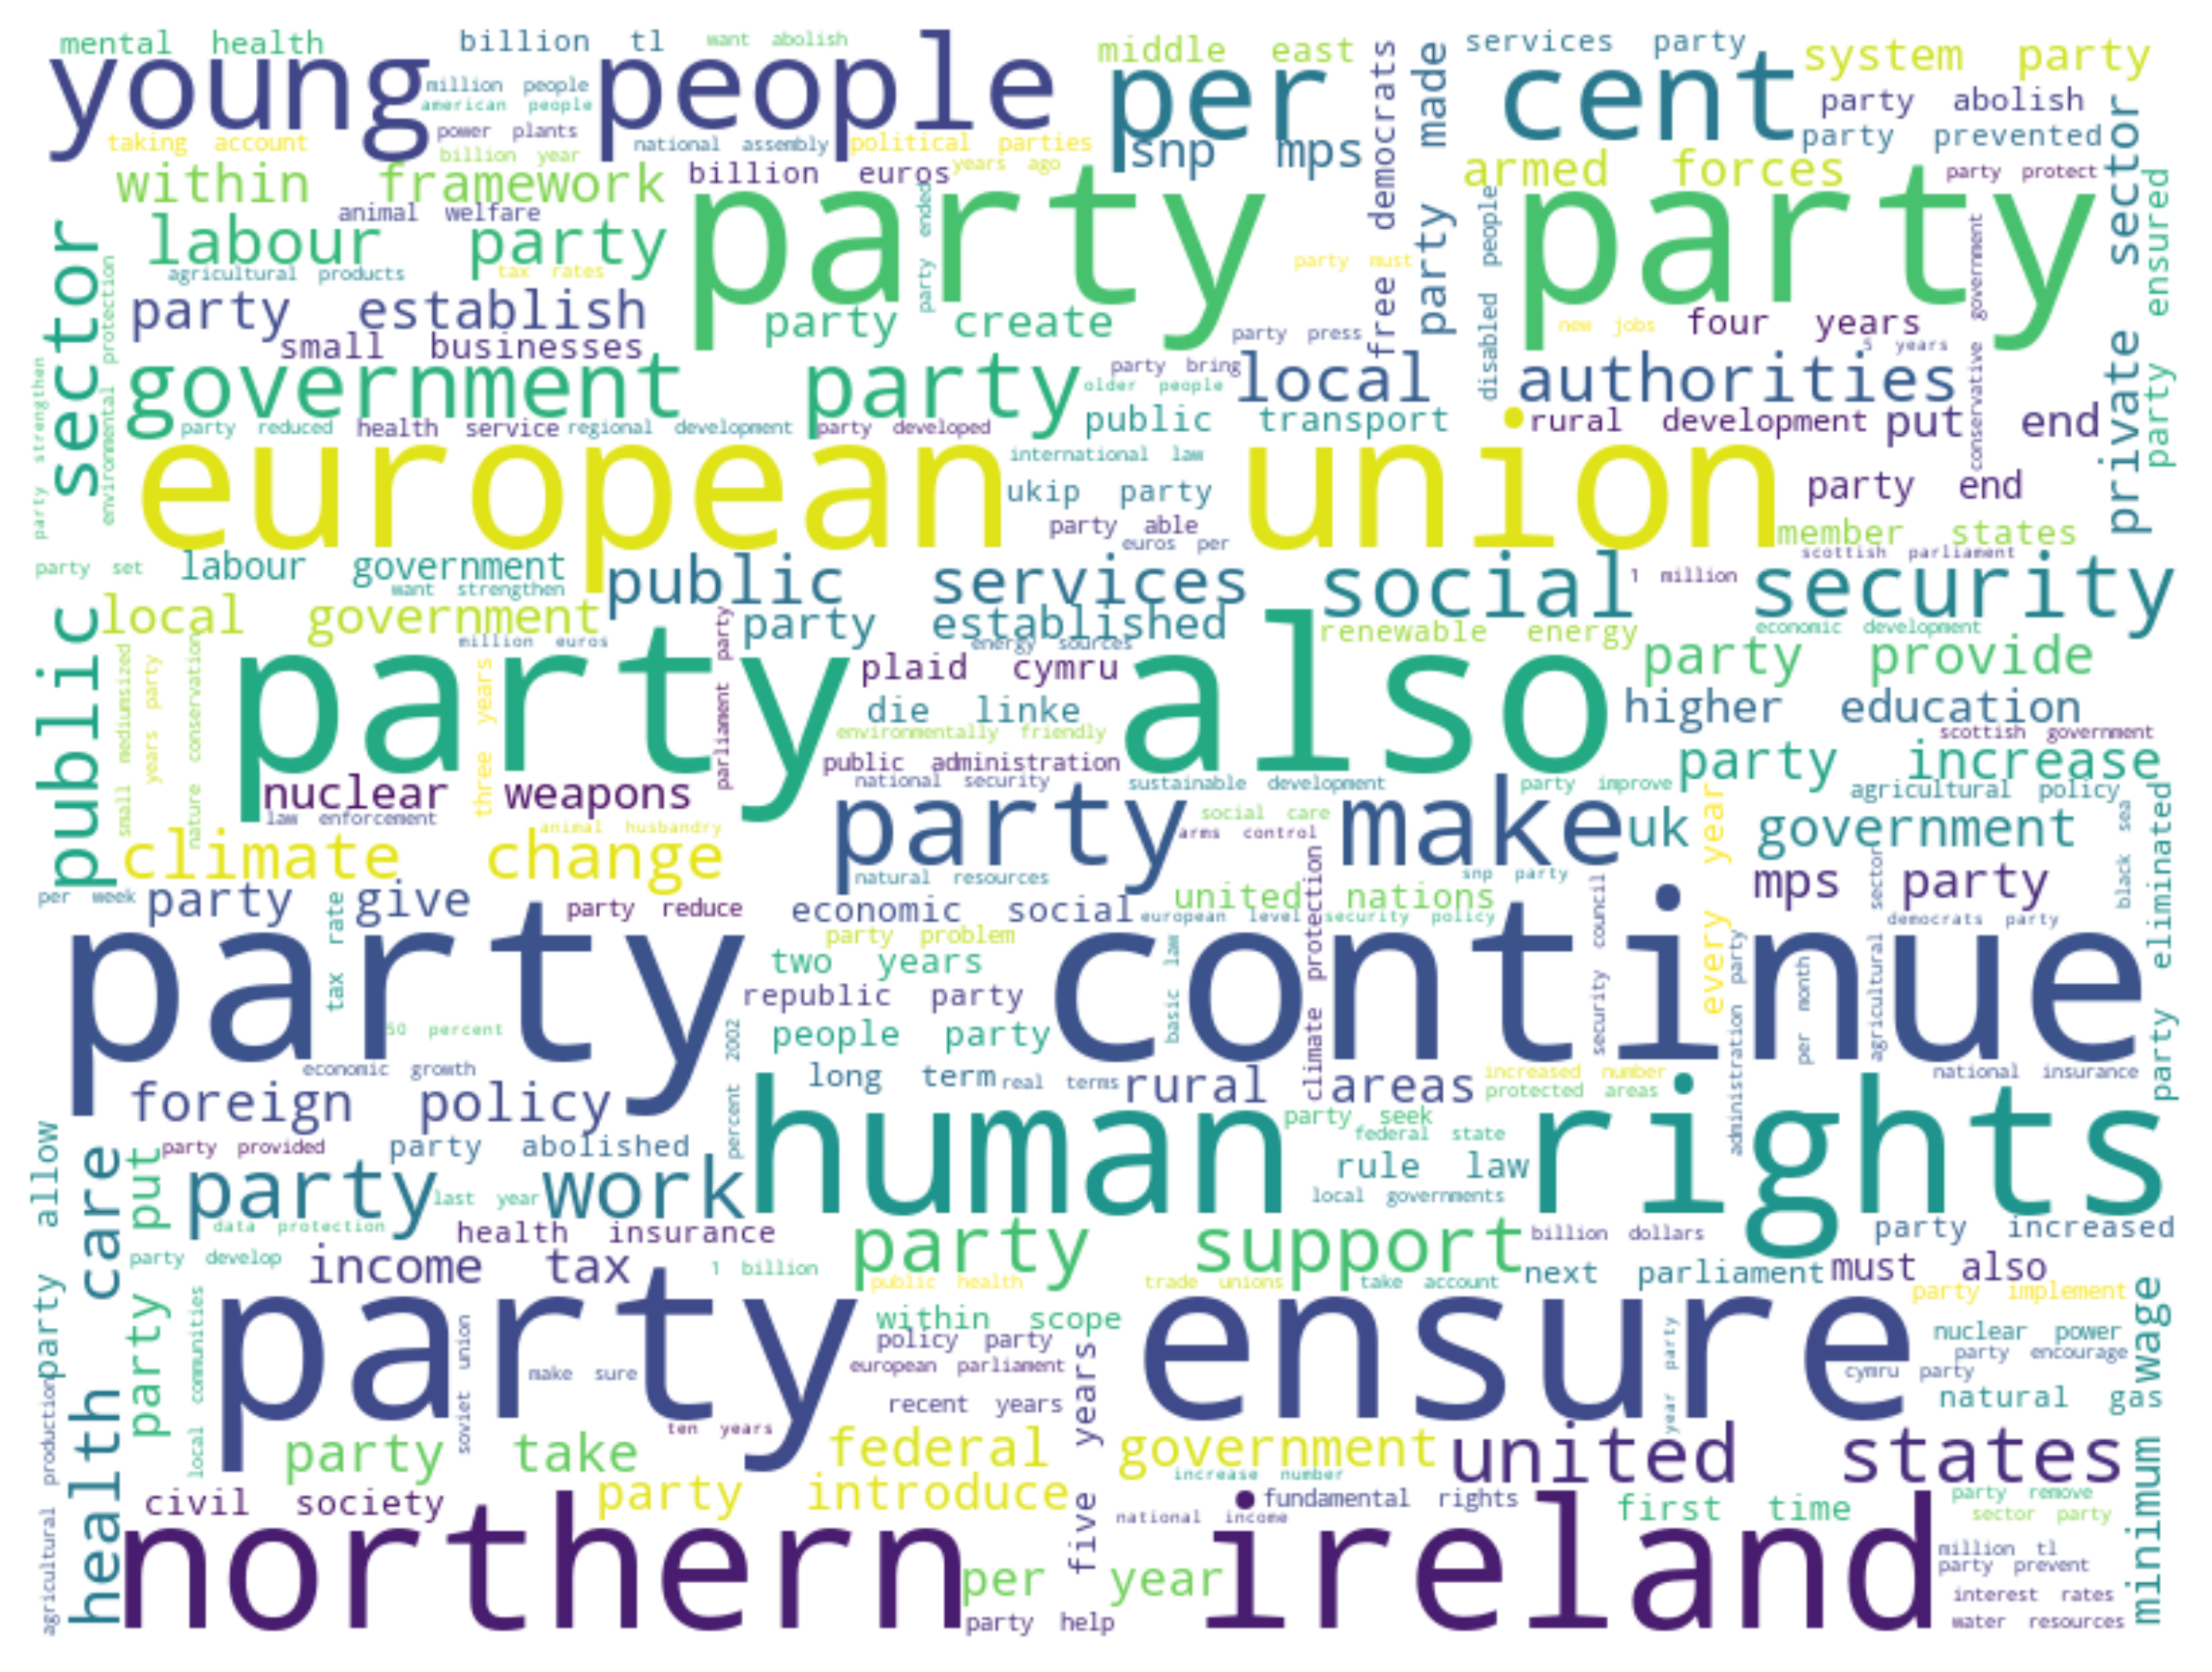 mental health
billion tl
want abolish
middle east
services party
system party
young people
million people
american people
power plants
per cent
party abolish
party prevented
taking account
billion year
national assembly
political parties
years ago
snp mps
free democrats
party made
armed forces
party protect
private sector
party ensured
within framework
billion euros
animal welfare
party party
labour party
party ended
agricultural products
tax rates
party must
disabled people
conservative government
public sector
environmental protection
party strengthen
party establish
party create
party press
new jobs
four years
5 years
small businesses
government party
party bring
older people
local authorities
party reduced
health service
regional development
party developed
public transport
rural development
put end
european union
international law
ukip party
party able
euros per
party end
member states
scottish parliament
party set
labour government
want strengthen
public services
social security
1 million
local government
party established
energy sources
renewable energy
economic development
million euros
parliament party
party also
plaid cymru
party provide
small mediumsized
years party
nature conservation
three years
die linke
environmentally friendly
higher education
scottish government
public administration
party increase
nuclear weapons
national security
sustainable development
party improve
agricultural policy
law enforcement
animal husbandry
party make
social care
arms control
uk government
every year
black sea
party eliminated
climate change
natural resources
snp party
mps party
per week
party give
tax rate
party reduce
economic social
united nations
european level
security policy
climate protection
security council
agricultural sector
democrats party
party continue
party problem
two years
basic law
administration party
per month
republic party
50 percent
people party
percent 2002
economic growth
long term
real terms
rural areas
increased number
protected areas
national insurance
foreign policy
human rights
party seek
federal state
party provided
party abolished
rule law
party allow
health care
party put
party work
last year
local governments
data protection
health insurance
party support
billion dollars
party increased
party develop
income tax
1 billion
public health
trade unions
take account
next parliament
must also
party implement
minimum wage
party ensure
within scope
policy party
european parliament
nuclear power
party encourage
cymru party
local communities
soviet union
make sure
five years
year party
recent years
natural gas
agricultural production
ten years
party take
federal government
united states
increase number
party introduce
civil society
fundamental rights
first time
party remove
sector party
northern ireland
national income
million tl
party prevent
per year
interest rates
party help
water resources